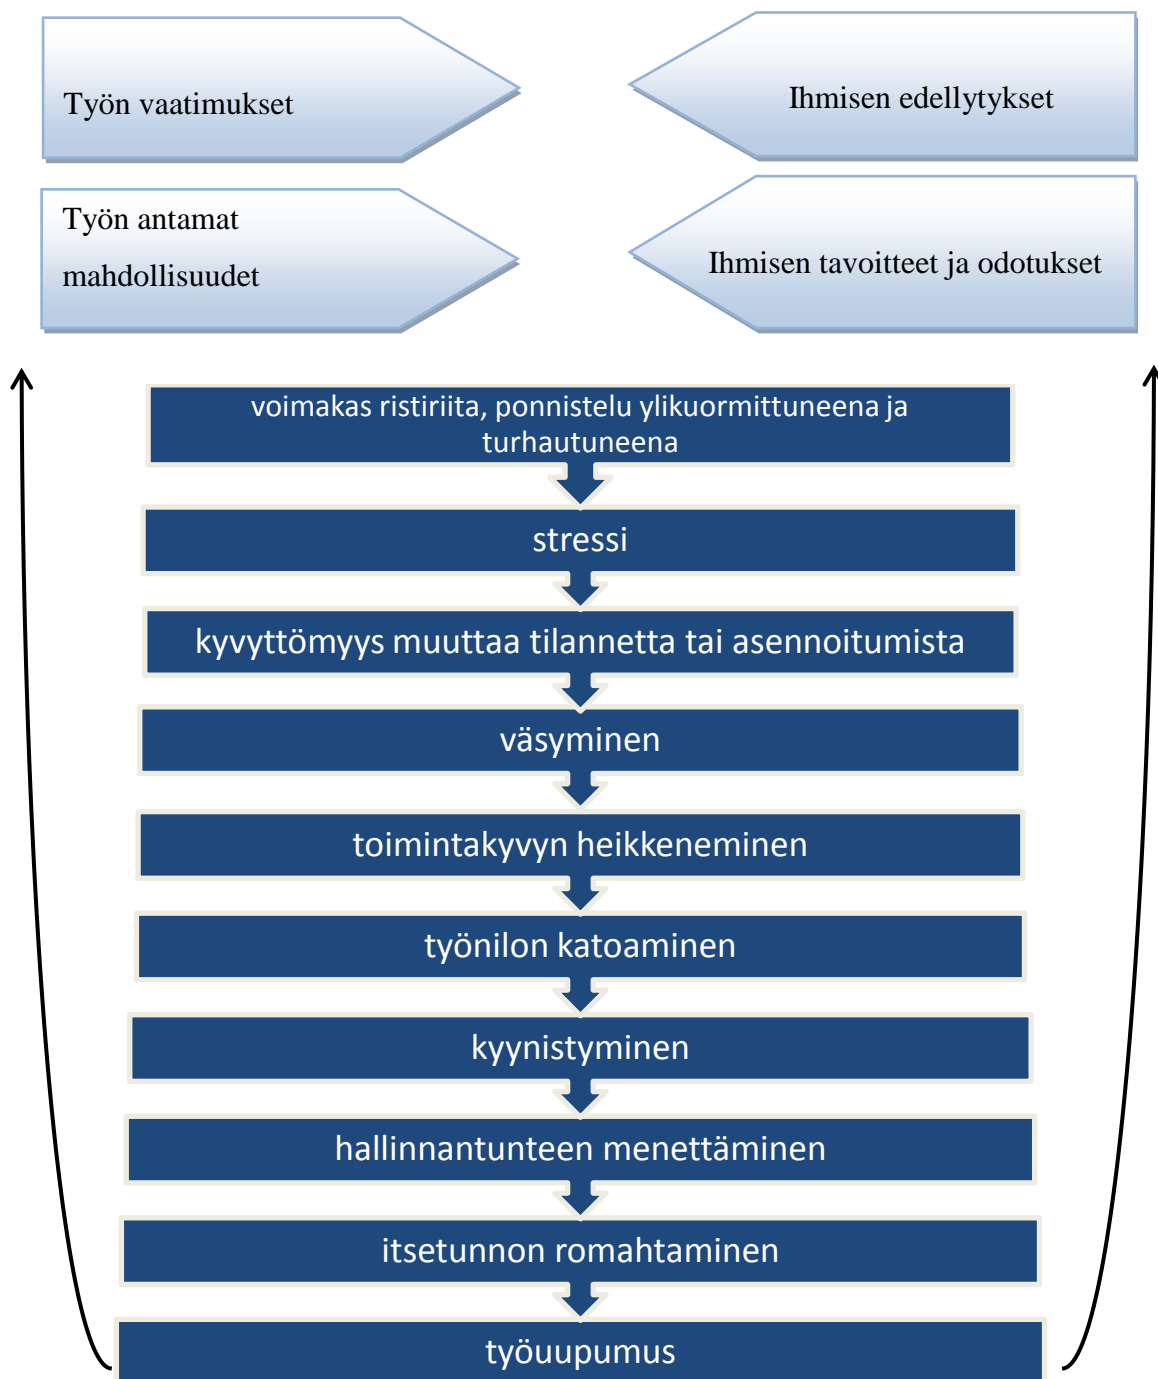 Työn vaatimukset
Ihmisen edellytykset
Työn antamat
mahdollisuudet
Ihmisen tavoitteet ja odotukset
voimakas ristiriita, ponnistelu ylikuormittuneena ja
turhautuneena
stressi
kyvyttömyys muuttaa tilannetta tai asennoitumista
väsyminen
toimintakyvyn heikkeneminen
työnilon katoaminen
kyynistyminen
hallinnantunteen menettäminen
itsetunnon romahtaminen
työuupumus